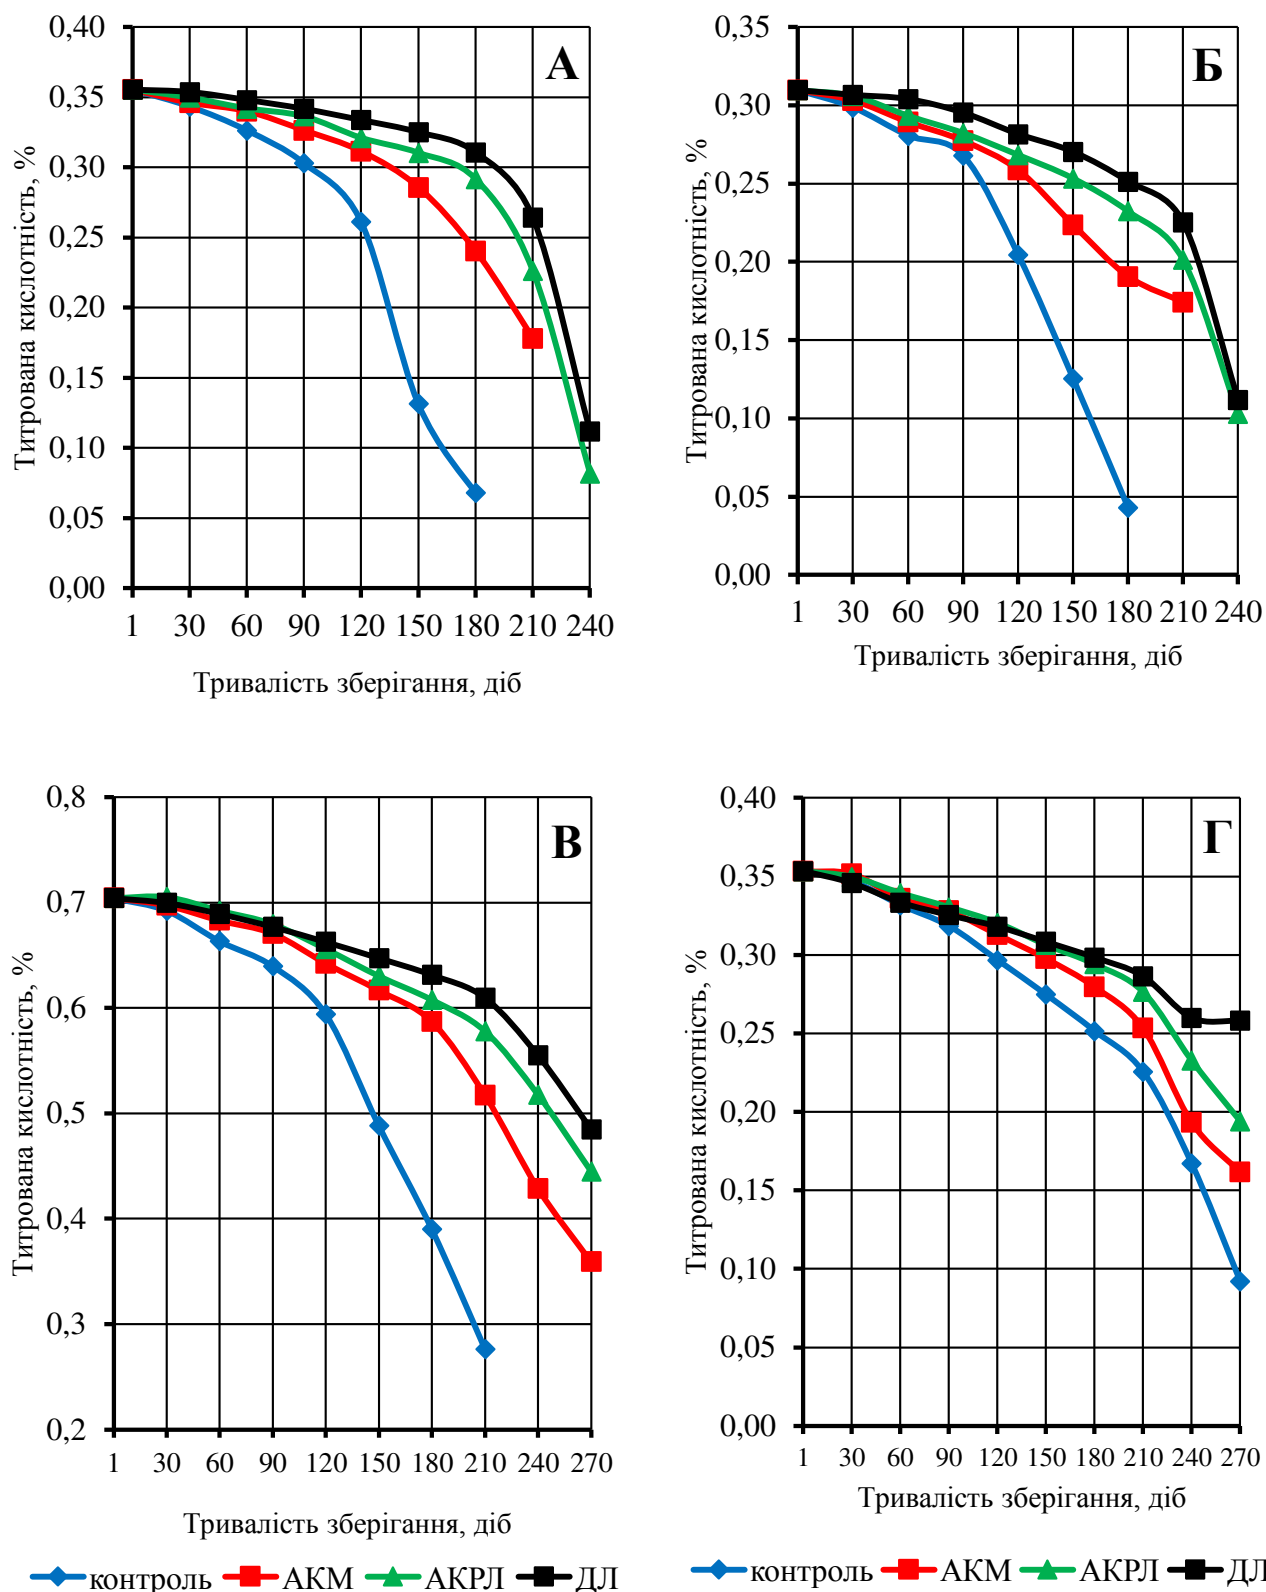 А
Титрована кислотність, %
0,40
0,35
0,30
0,25
0,20
0,15
0,10
0,05
0,00
1 30 60 90 120 150 180 210 240
Тривалість зберігання, діб
Б
Титрована кислотність, %
0,35
0,30
0,25
0,20
0,15
0,10
0,05
0,00
1 30 60 90 120 150 180 210 240
Тривалість зберігання, діб
В
Титрована кислотність, %
0,8
0,7
0,6
0,5
0,4
0,3
0,2
1 30 60 90 120 150 180 210 240 270
Тривалість зберігання, діб
контроль АКМ АКРЛ ДЛ
Г
Титрована кислотність, %
0,40
0,35
0,30
0,25
0,20
0,15
0,10
0,05
0,00
1 30 60 90 120 150 180 210 240 270
Тривалість зберігання, діб
контроль АКМ АКРЛ ДЛ